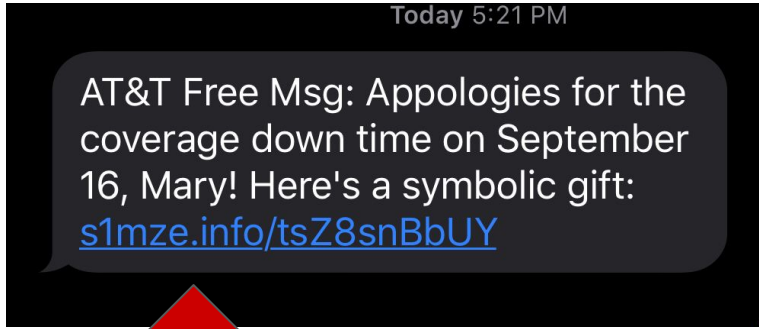 Today 5:21 PM
AT&T Free Msg: Appologies for the
coverage down time on September
16, Mary! Here's a symbolic gift:
s1mze.info/tsZ8snBbUY